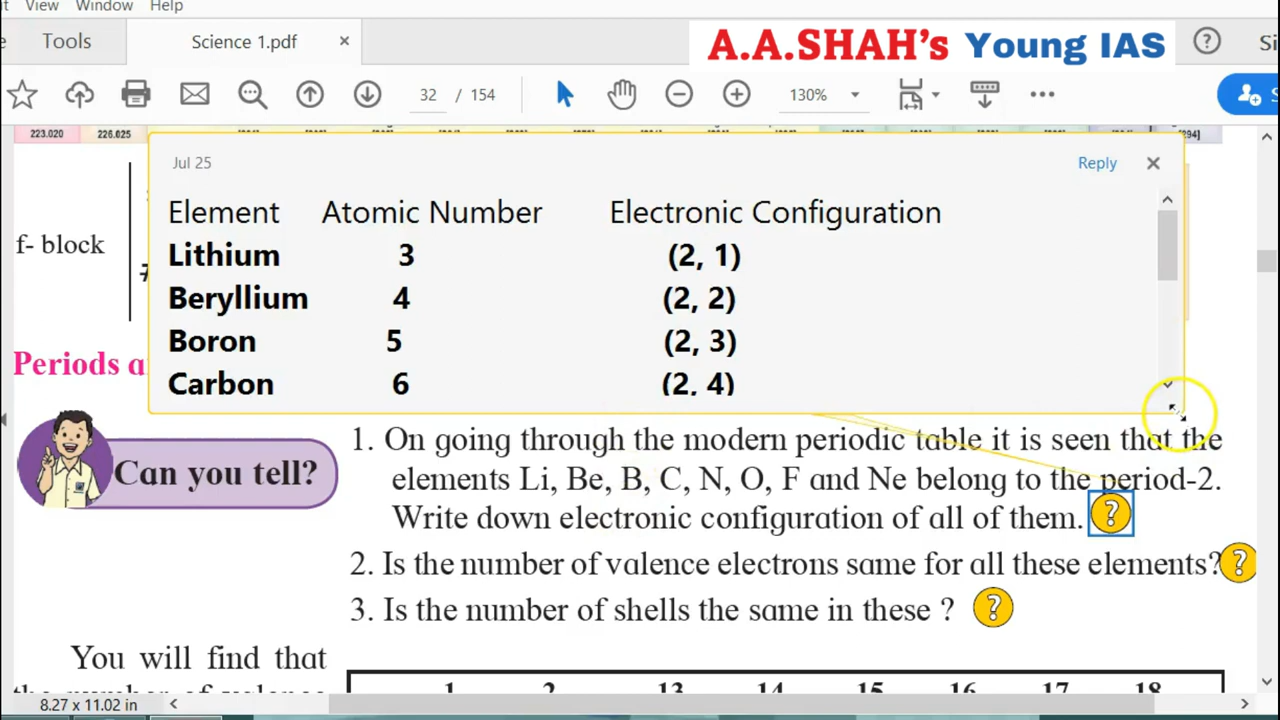 View Window Help
Tools
Science 1.pdf
A.A.SHAH's Young IAS
32 / 154
130%
223.020 226.025
Jul 25
Reply
Element Atomic Number Electronic Configuration
Lithium 3 (2, 1)
Beryllium 4 (2, 2)
Boron 5 (2, 3)
Carbon 6 (2, 4)
f- block
Periods
Can you tell?
1. On going through the modern periodic table it is seen that the
elements Li, Be, B, C, N, O, F and Ne belong to the period-2.
Write down electronic configuration of all of them.
2. Is the number of valence electrons same for all these elements?
3. Is the number of shells the same in these ?
You will find that
the number of valence
1 2 13 14 15 16 17 18
8.27 x 11.02 in